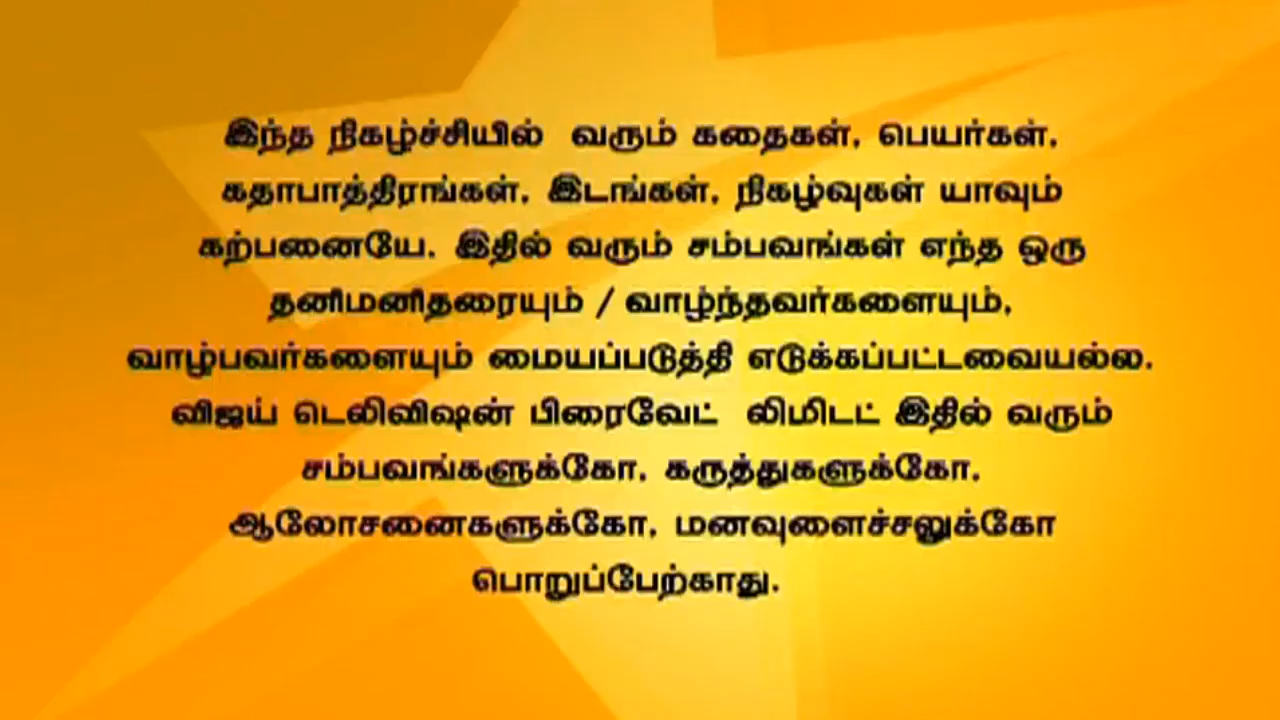 இந்த நிகழ்ச்சியில் வரும் கதைகள், பெயர்கள்,
கதாபாத்திராங்கள், இடங்கள், நிகழ்வுகள் யாவும்
கற்பனையே. இதில் வரும் சம்பவங்கள் எந்த ஒரு
தனிமனிதரையும் / வாழ்ந்தவர்களையும்,
வாழ்பவர்களையும் மையப்படுத்தி எடுக்கப்பட்டவையல்ல.
விஜய் டெலிவிஷன் பிரைவேட் லிமிடட் இதில் வரும்
சம்பவங்களுக்கோ, கருத்துகளுக்கோ,
ஆலோசனைகளுக்கோ, மனவுளைச்சலுக்கோ
பொறுப்பேற்காது.